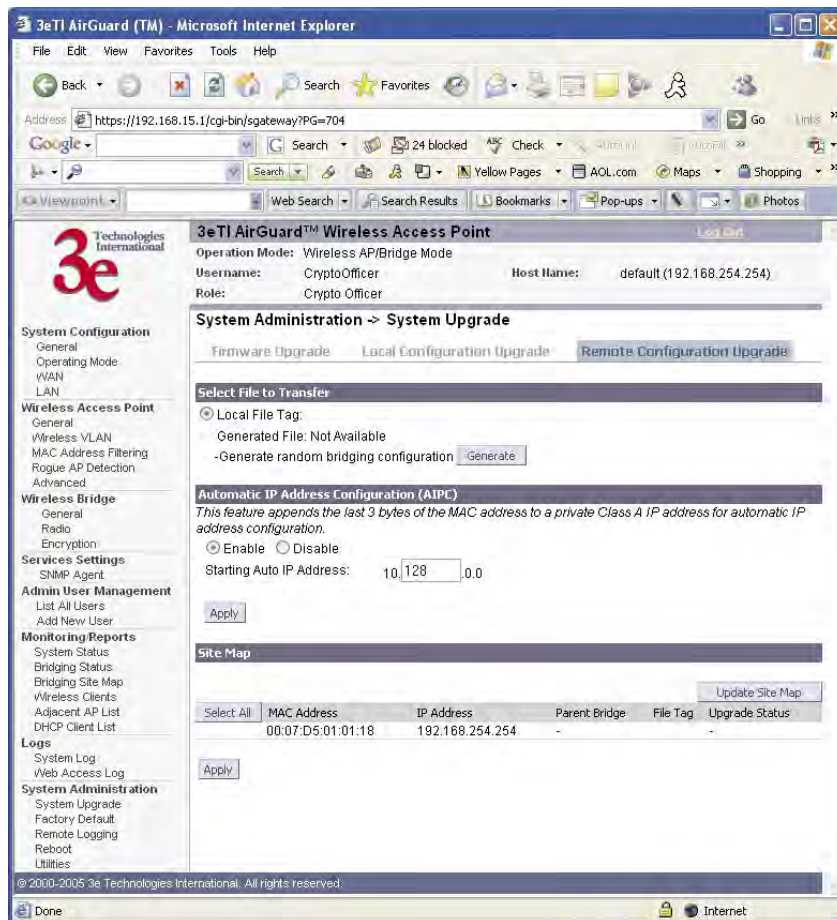 3eTI AirGuard (TM) - Microsoft Internet Explorer
File Edit View Favorites Tools Help
Back Search Favorites
Address https://192.168.15.1/cgi-bin/sgateway?PG=704 Go Links
Google Search 24 blocked Check
Search Yellow Pages AOL.com Maps Shopping
Viewpoint Web Search Search Results Bookmarks Pop-ups Photos
3e Technologies International
3eTI AirGuard™ Wireless Access Point Log Out
Operation Mode: Wireless AP/Bridge Mode
Username: CryptoOfficer Host Name: default (192.168.254.254)
Role: Crypto Officer
System Configuration
General
Operating Mode
WAN
LAN
Wireless Access Point
General
Wireless VLAN
MAC Address Filtering
Rogue AP Detection
Advanced
Wireless Bridge
General
Radio
Encryption
Services Settings
SNMP Agent
Admin User Management
List All Users
Add New User
Monitoring/Reports
System Status
Bridging Status
Bridging Site Map
Wireless Clients
Adjacent AP List
DHCP Client List
Logs
System Log
Web Access Log
System Administration
System Upgrade
Factory Default
Remote Logging
Reboot
Utilities
System Administration -> System Upgrade
Firmware Upgrade Local Configuration Upgrade Remote Configuration Upgrade
Select File to Transfer
Local File Tag:
Generated File: Not Available
-Generate random bridging configuration Generate
Automatic IP Address Configuration (AIPC)
This feature appends the last 3 bytes of the MAC address to a private Class A IP address for automatic IP
address configuration.
Enable Disable
Starting Auto IP Address: 10. 128 .0.0
Apply
Site Map
Update Site Map
Select All MAC Address IP Address Parent Bridge File Tag Upgrade Status
00:07:D5:01:01:18 192.168.254.254 - -
Apply
© 2000-2005 3e Technologies International. All rights reserved.
Done Internet